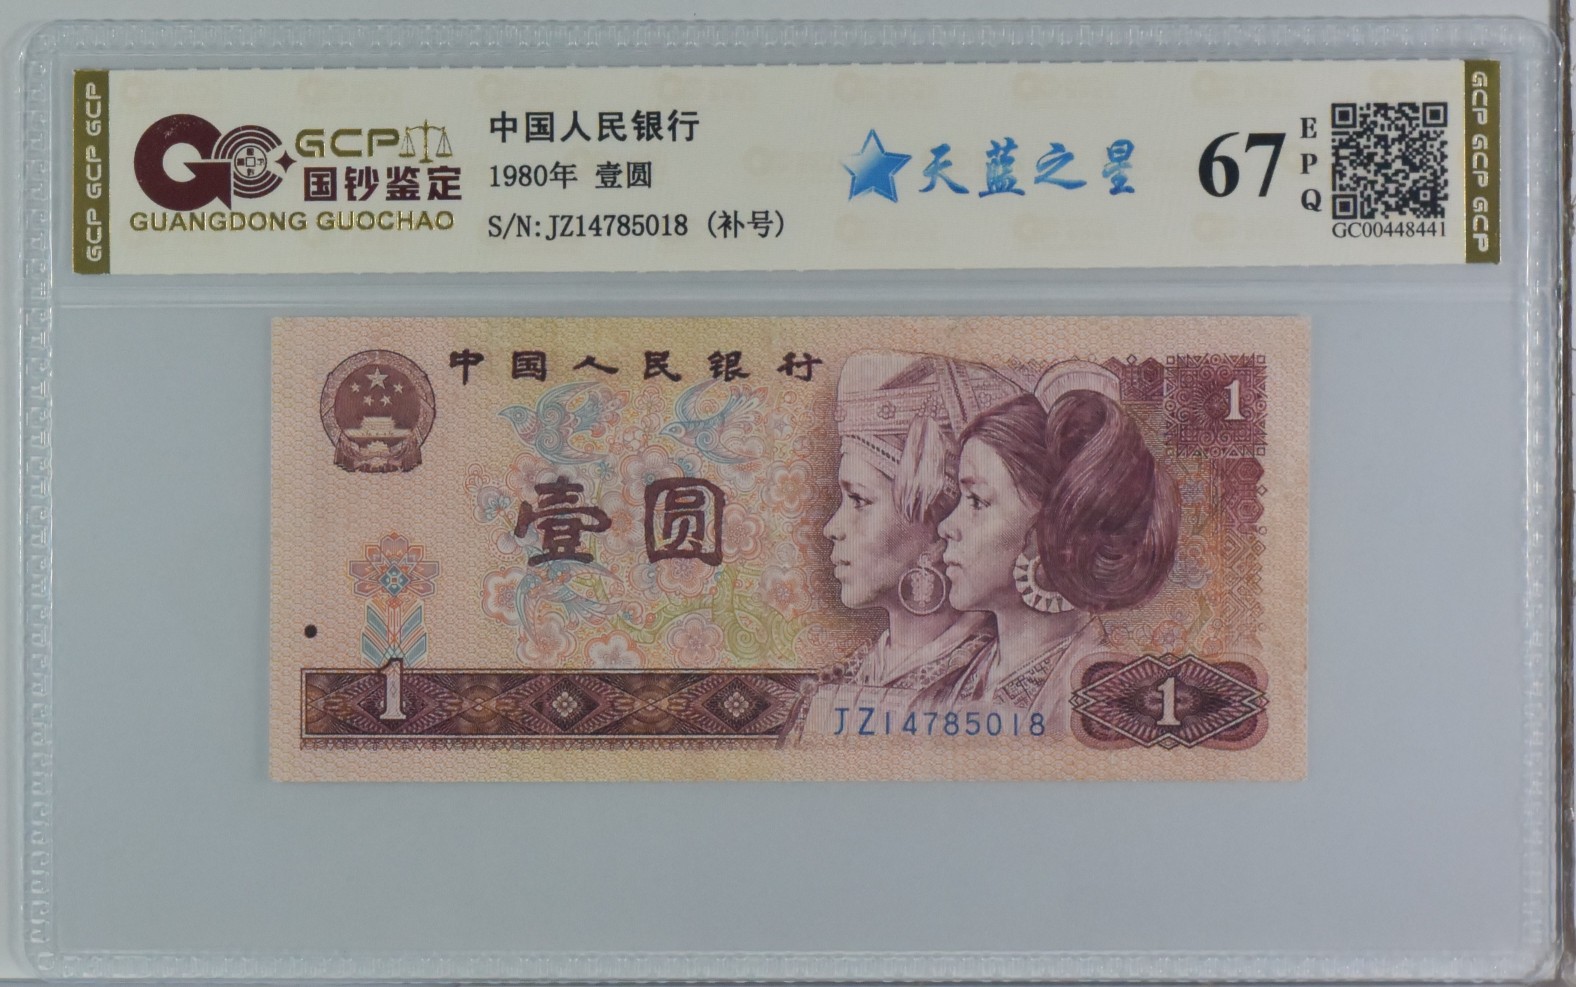 GCP GCP GCP
GCP
国钞鉴定
GUANGDONG GUOCHAO
中国人民银行
1980年 壹圆
S/N: JZ14785018 (补号)
天蓝之星
67
EPQ
GC00448441
GCP GCP GCP
中国人民银行
1
壹圆
1
JZ14785018
1